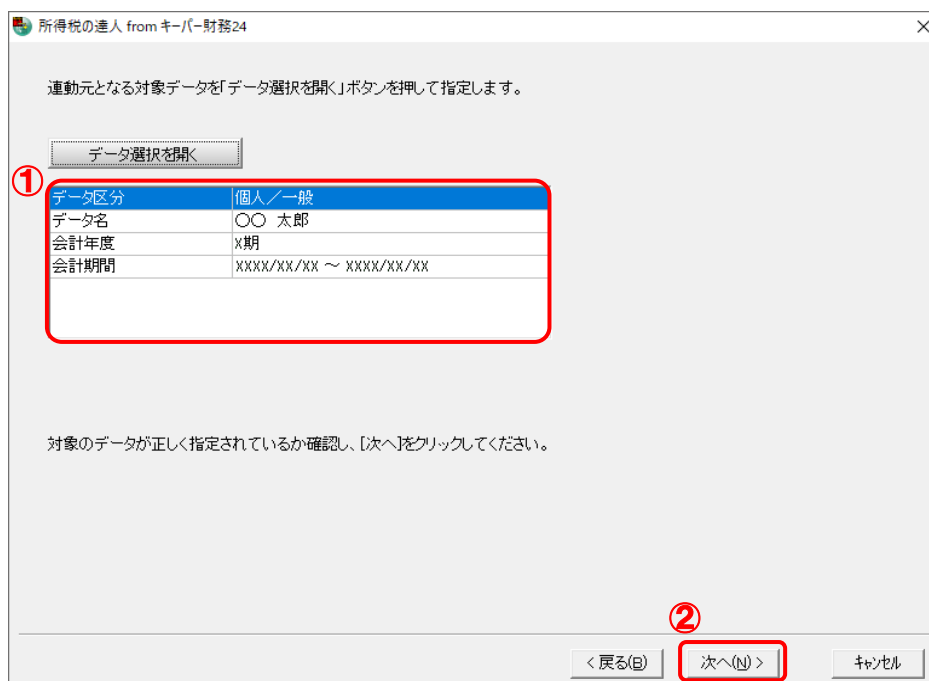 所得税の達人 from キーパー財務24
連動元となる対象データを「データ選択を開く」ボタンを押して指定します。
データ選択を開く
①
データ区分 個人／一般
データ名 〇〇 太郎
会計年度 X期
会計期間 XXXX/XX/XX ～ XXXX/XX/XX
対象のデータが正しく指定されているか確認し、[次へ]をクリックしてください。
②
< 戻る(B) 次へ(N) > キャンセル